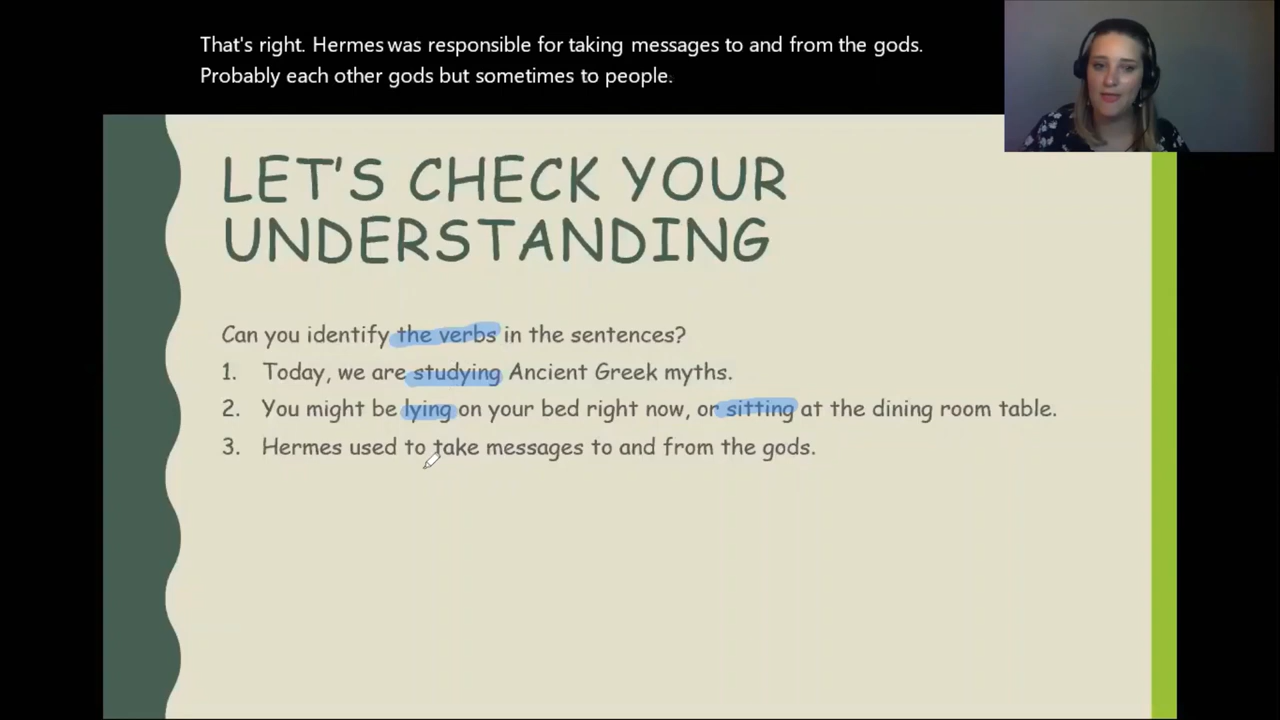 That's right. Hermes was responsible for taking messages to and from the gods.
Probably each other gods but sometimes to people.
LET'S CHECK YOUR
UNDERSTANDING
Can you identify the verbs in the sentences?
1. Today, we are studying Ancient Greek myths.
2. You might be lying on your bed right now, or sitting at the dining room table.
3. Hermes used to take messages to and from the gods.